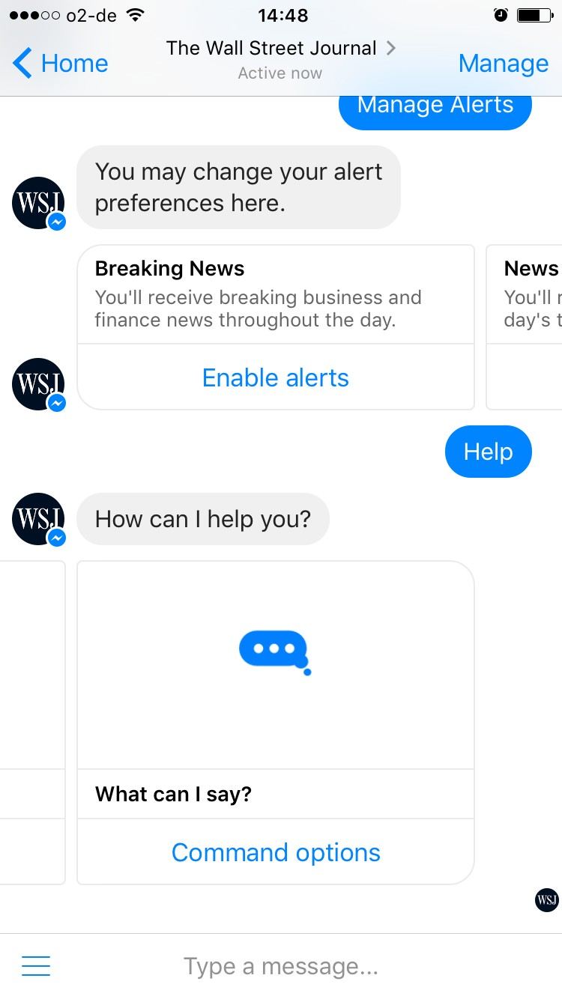 o2-de 14:48
Home The Wall Street Journal Manage
Active now
Manage Alerts
You may change your alert
preferences here.
WSJ
Breaking News
You'll receive breaking business and
finance news throughout the day.
Enable alerts
News
You'll
day's
WSJ
Help
WSJ
How can I help you?
What can I say?
Command options
WSJ
Type a message...